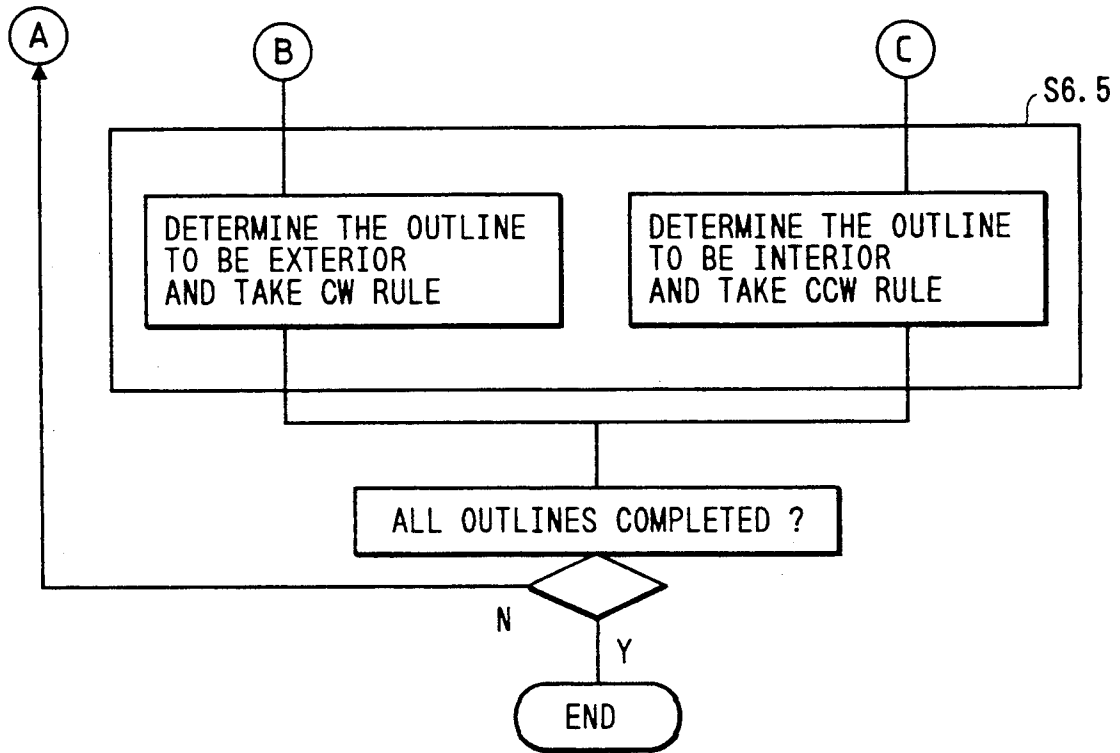 A
B
C
S6.5
DETERMINE THE OUTLINE
TO BE EXTERIOR
AND TAKE CW RULE
DETERMINE THE OUTLINE
TO BE INTERIOR
AND TAKE CCW RULE
ALL OUTLINES COMPLETED ?
N
Y
END